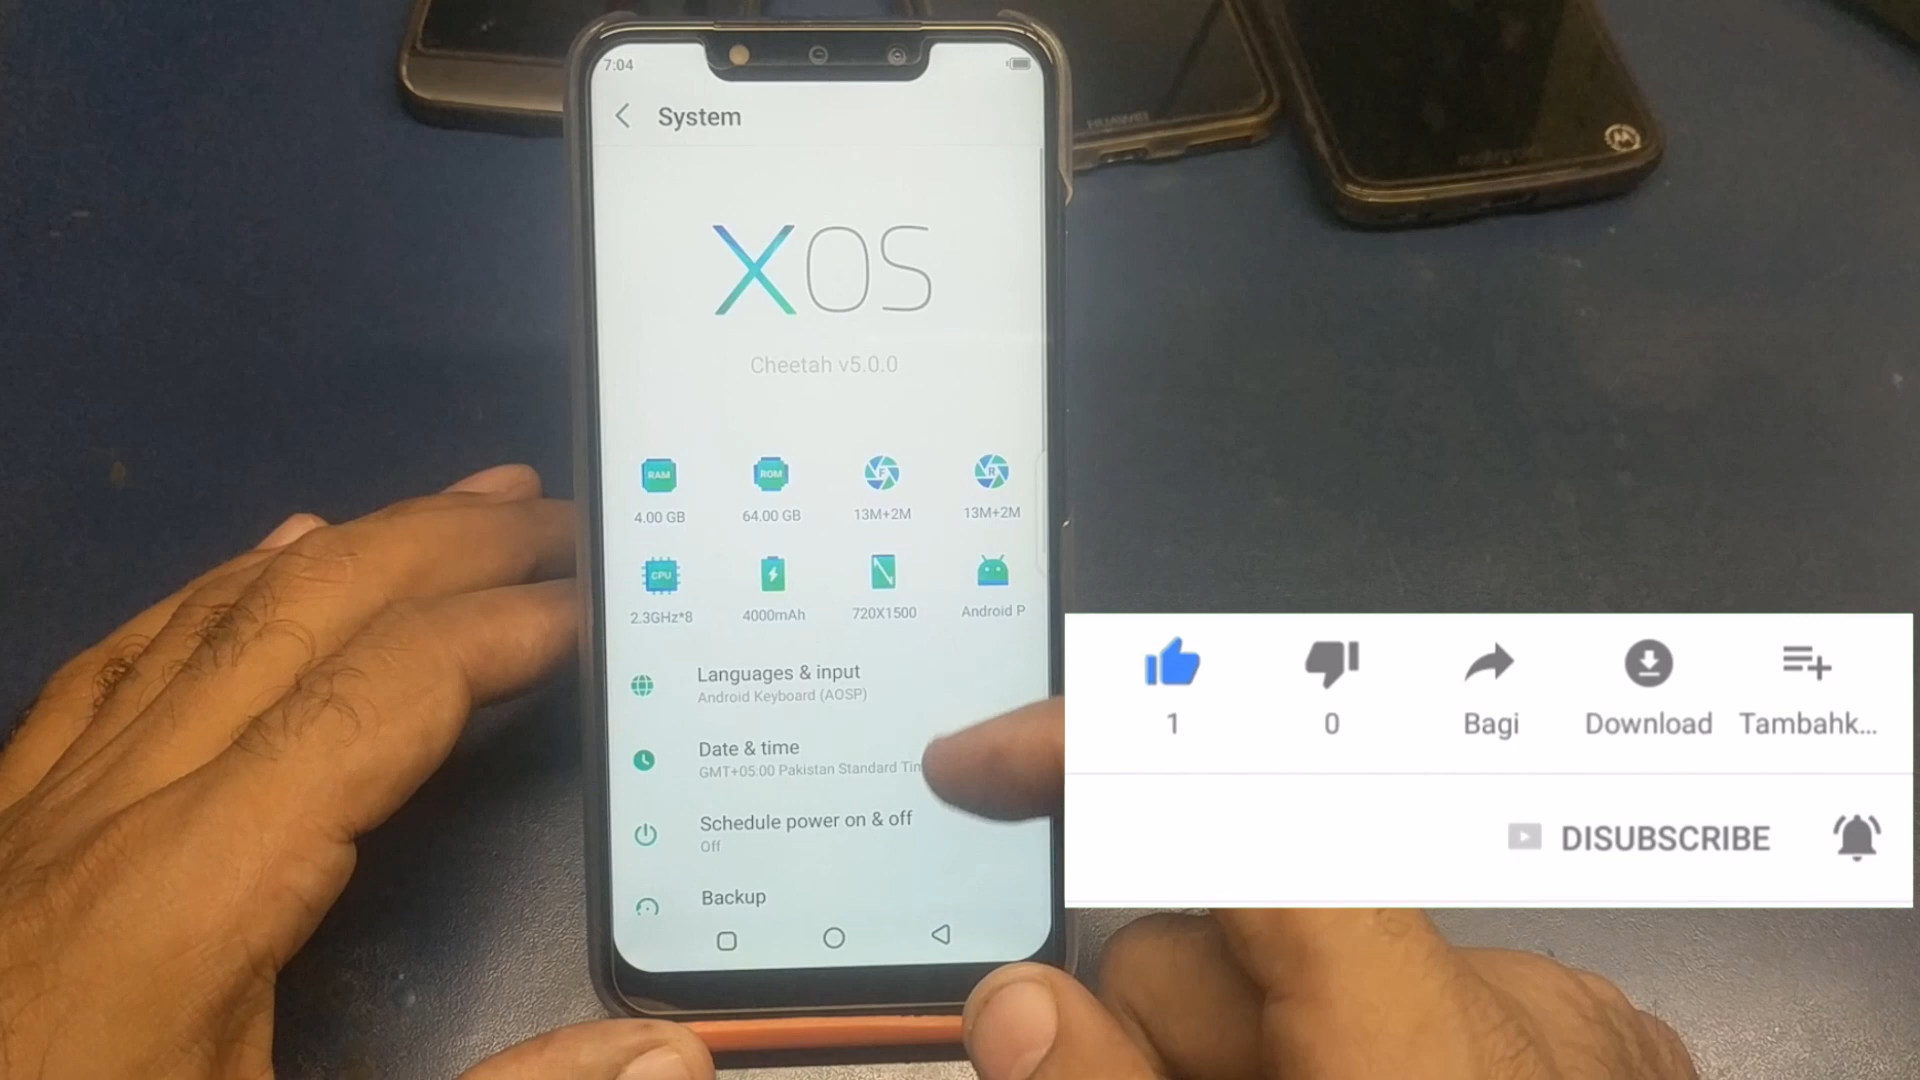 7:04
System
XOS
Cheetah v5.0.0
RAM ROM F R
4.00 GB 64.00 GB 13M+2M 13M+2M
CPU
2.3GHz*8 4000mAh 720X1500 Android P
Languages & input
Android Keyboard (AOSP)
Date & time
GMT+05:00 Pakistan Standard Tim
Schedule power on & off
Off
Backup
HUAWEI
1 0 Bagi Download Tambahk...
DISUBSCRIBE